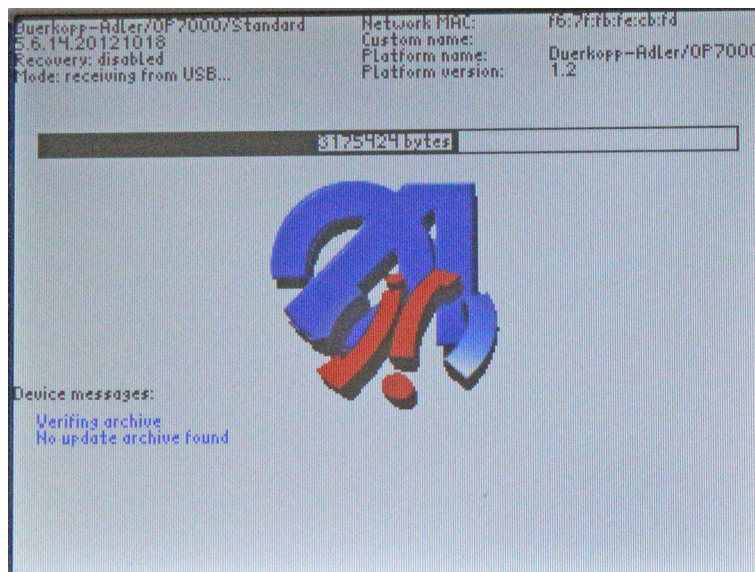 Duerkopp-Adler/OP7000/Standard
5.6.14.20121018
Recovery: disabled
Mode: receiving from USB...
Network MAC: f6:7f:fb:fe:cb:fd
Custom name:
Platform name: Duerkopp-Adler/OP7000
Platform version: 1.2
8175424 bytes
Device messages:
Verifing archive
No update archive found